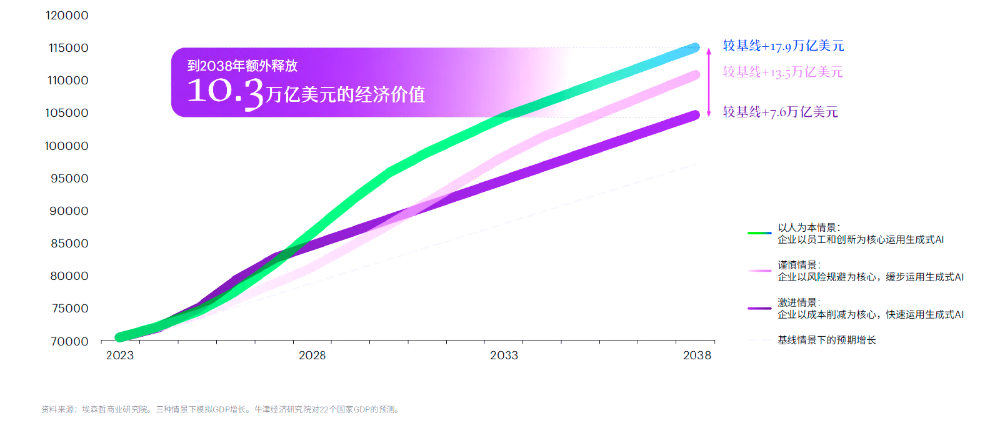 120000
115000
110000
105000
100000
95000
90000
85000
80000
75000
70000
2023
2028
2033
2038
到2038年额外释放
10.3万亿美元的经济价值
较基线+17.9万亿美元
较基线+13.5万亿美元
较基线+7.6万亿美元
以人为本情景：
企业以员工和创新为核心运用生成式AI
谨慎情景：
企业以风险规避为核心，缓步运用生成式AI
激进情景：
企业以成本削减为核心，快速运用生成式AI
基线情景下的预期增长
资料来源：埃森哲商业研究院。三种情景下模拟GDP增长。牛津经济研究院对22个国家GDP的预测。